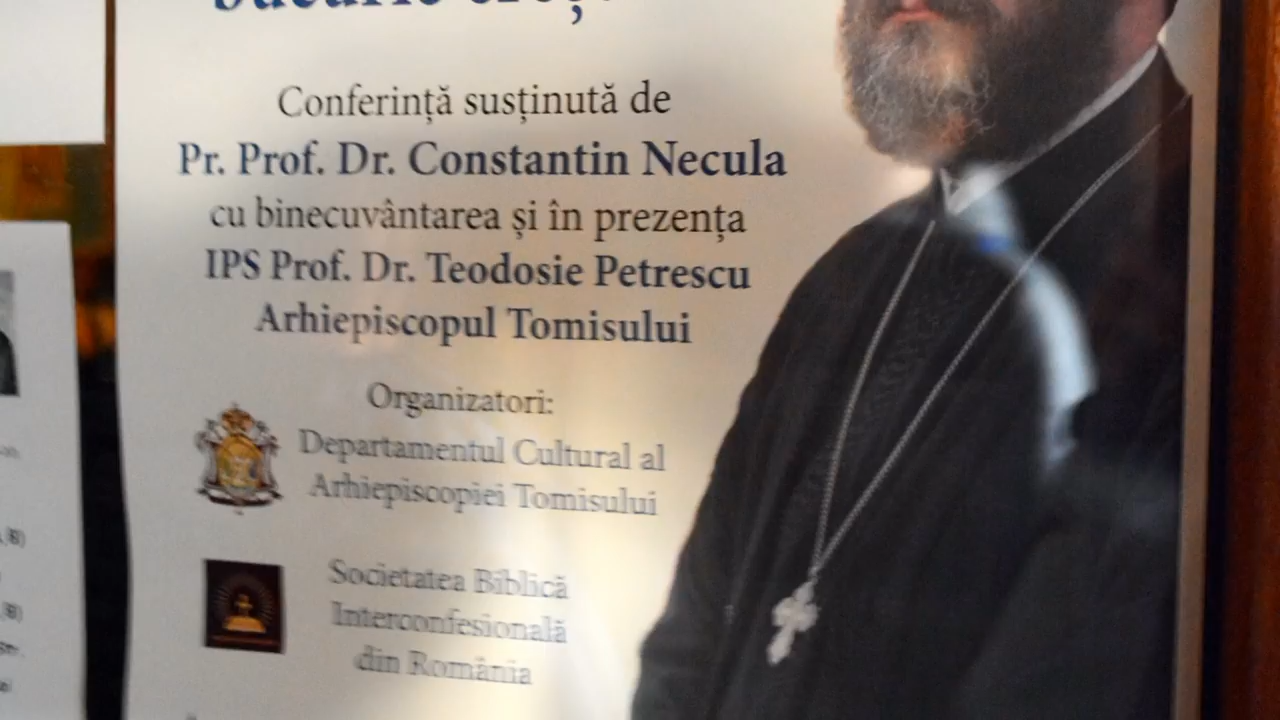 Conferință susținută de
Pr. Prof. Dr. Constantin Necula
cu binecuvântarea și în prezența
IPS Prof. Dr. Teodosie Petrescu
Arhiepiscopul Tomisului
Organizatori:
Departamentul Cultural al
Arhiepiscopiei Tomisului
Societatea Biblică
Interconfesională
din România